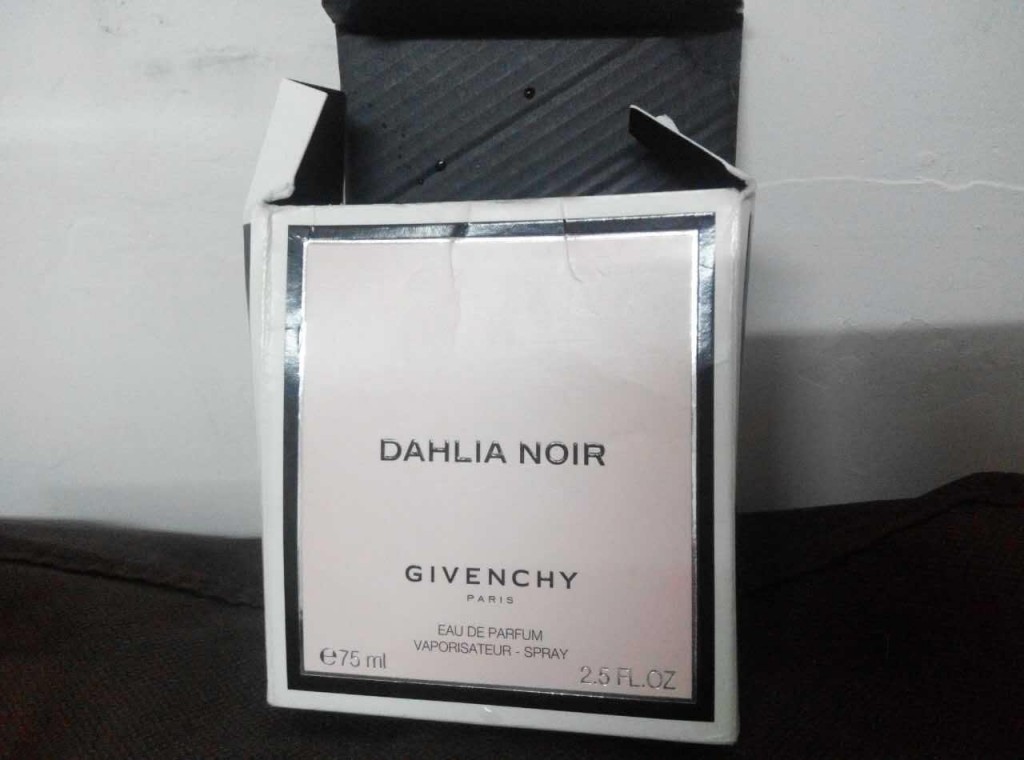 DAHLIA NOIR
GIVENCHY
PARIS
EAU DE PARFUM
VAPORISATEUR - SPRAY
℮75 ml
2.5 FL.OZ